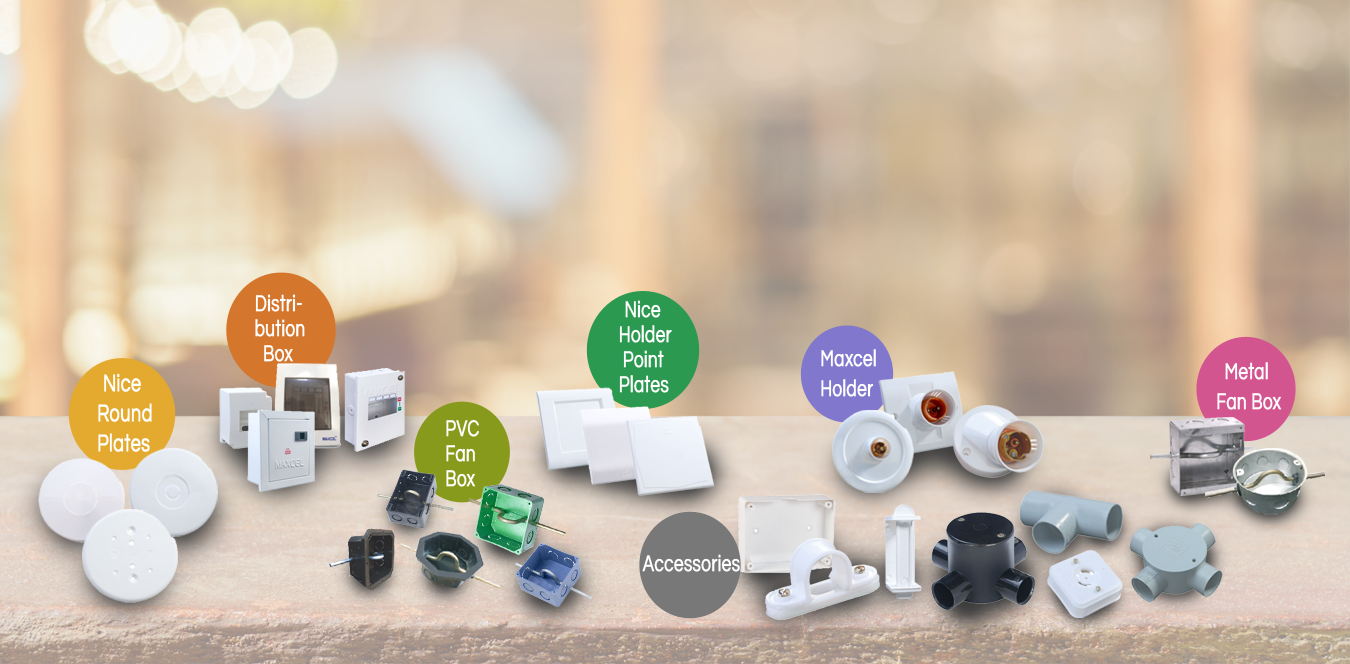 Nice
Round
Plates
Distri-
bution
Box
PVC
Fan
Box
Nice
Holder
Point
Plates
Accessories
Maxcel
Holder
Metal
Fan Box
MAXCEL